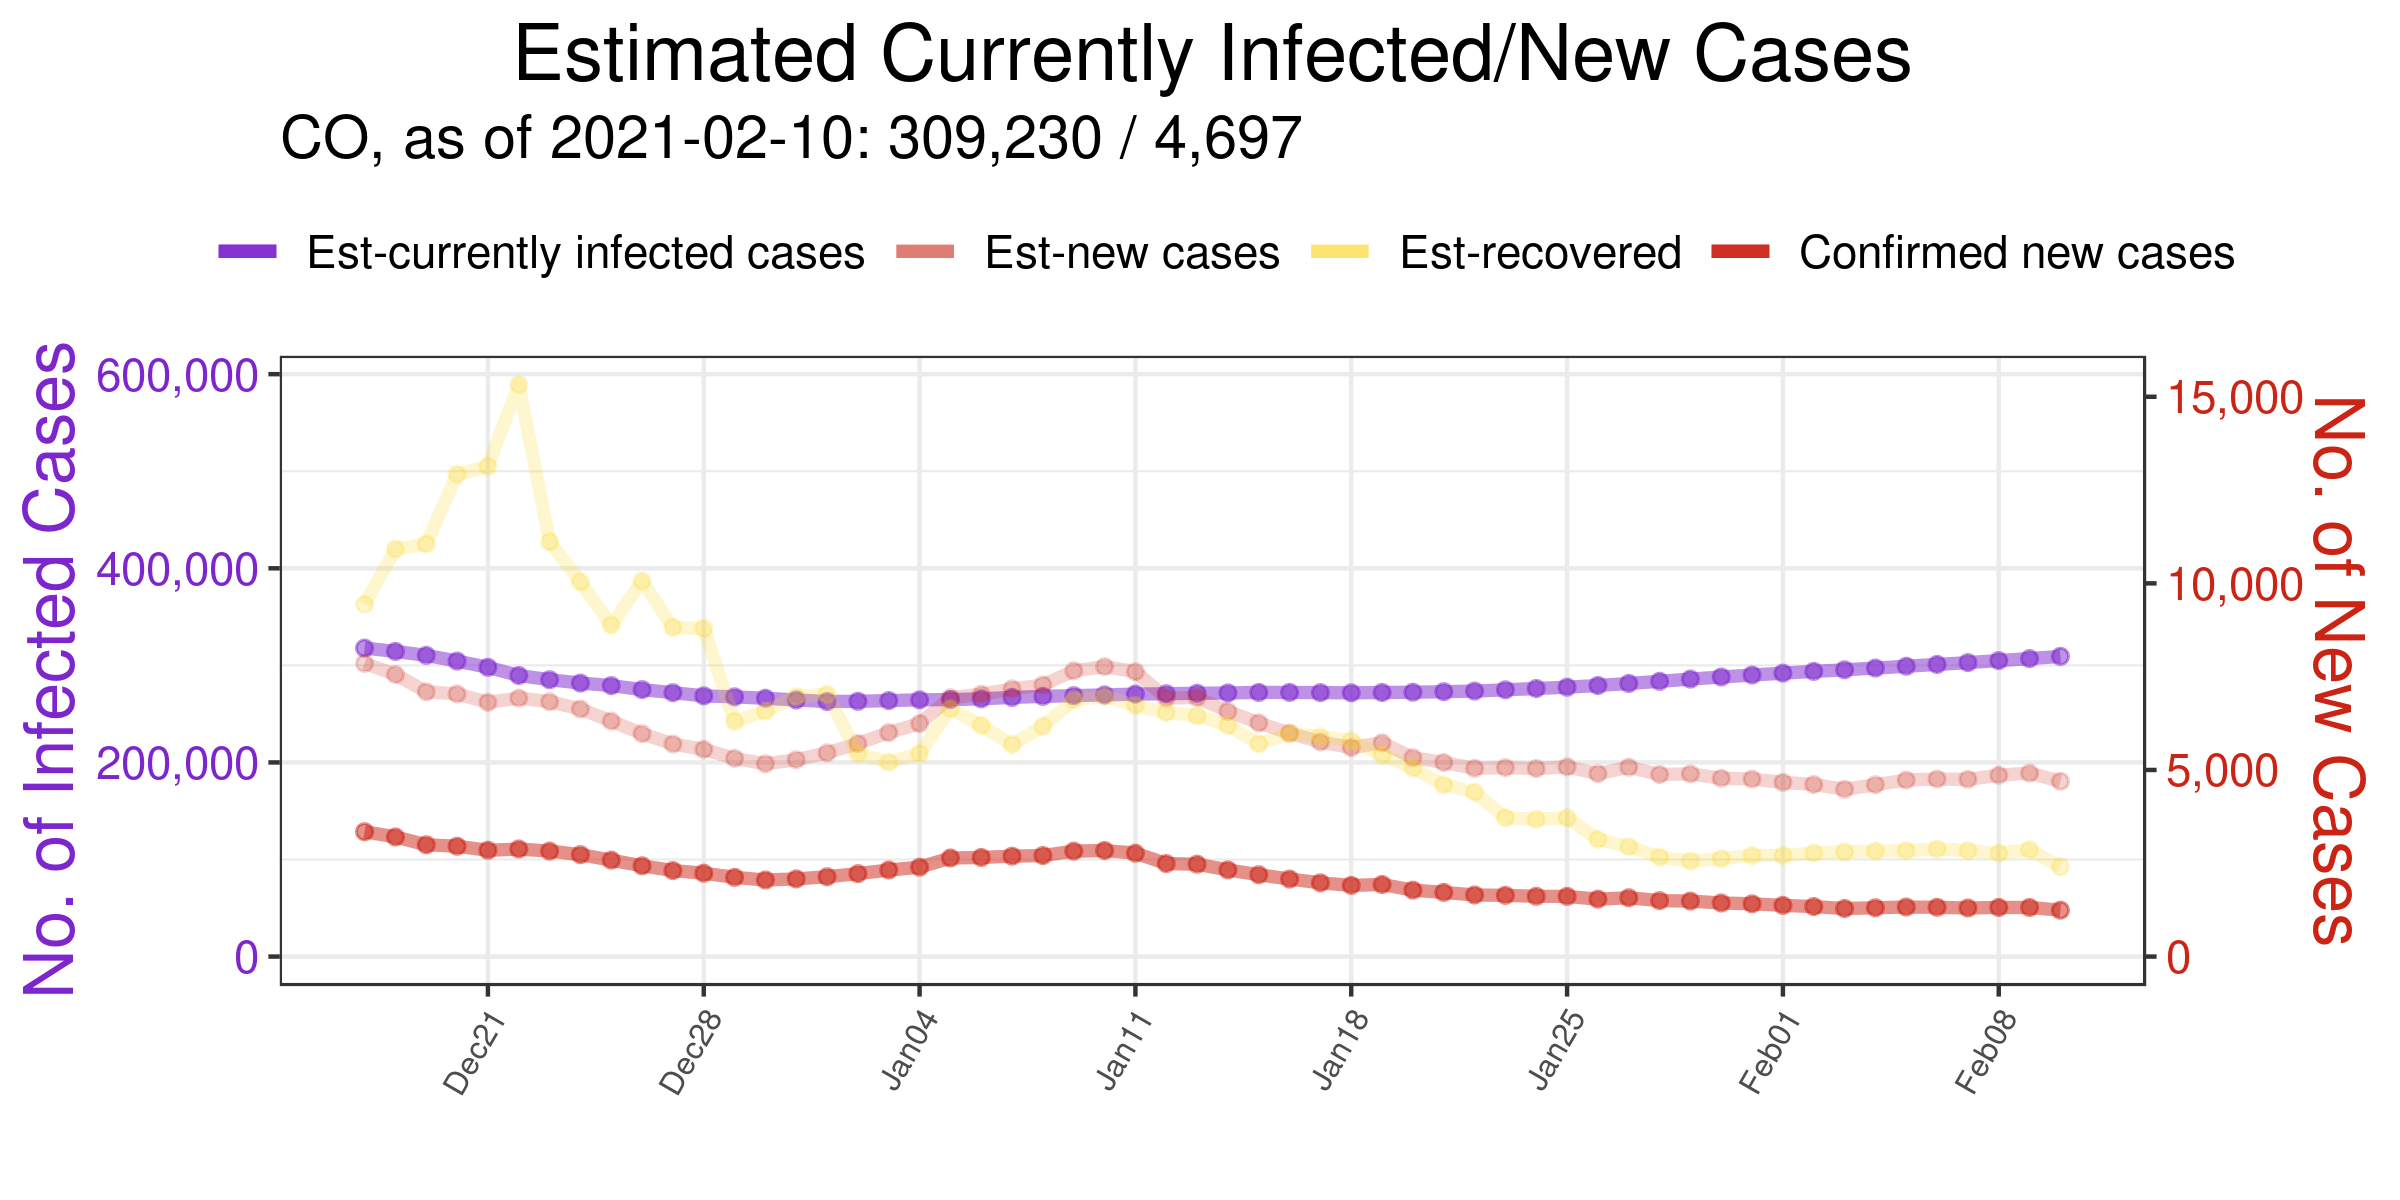 Estimated Currently Infected/New Cases
CO, as of 2021-02-10: 309,230 / 4,697
Est-currently infected cases Est-new cases Est-recovered Confirmed new cases
No. of Infected Cases
600,000
400,000
200,000
0
15,000
10,000
5,000
0
No. of New Cases
Dec21 Dec28 Jan04 Jan11 Jan18 Jan25 Feb01 Feb08